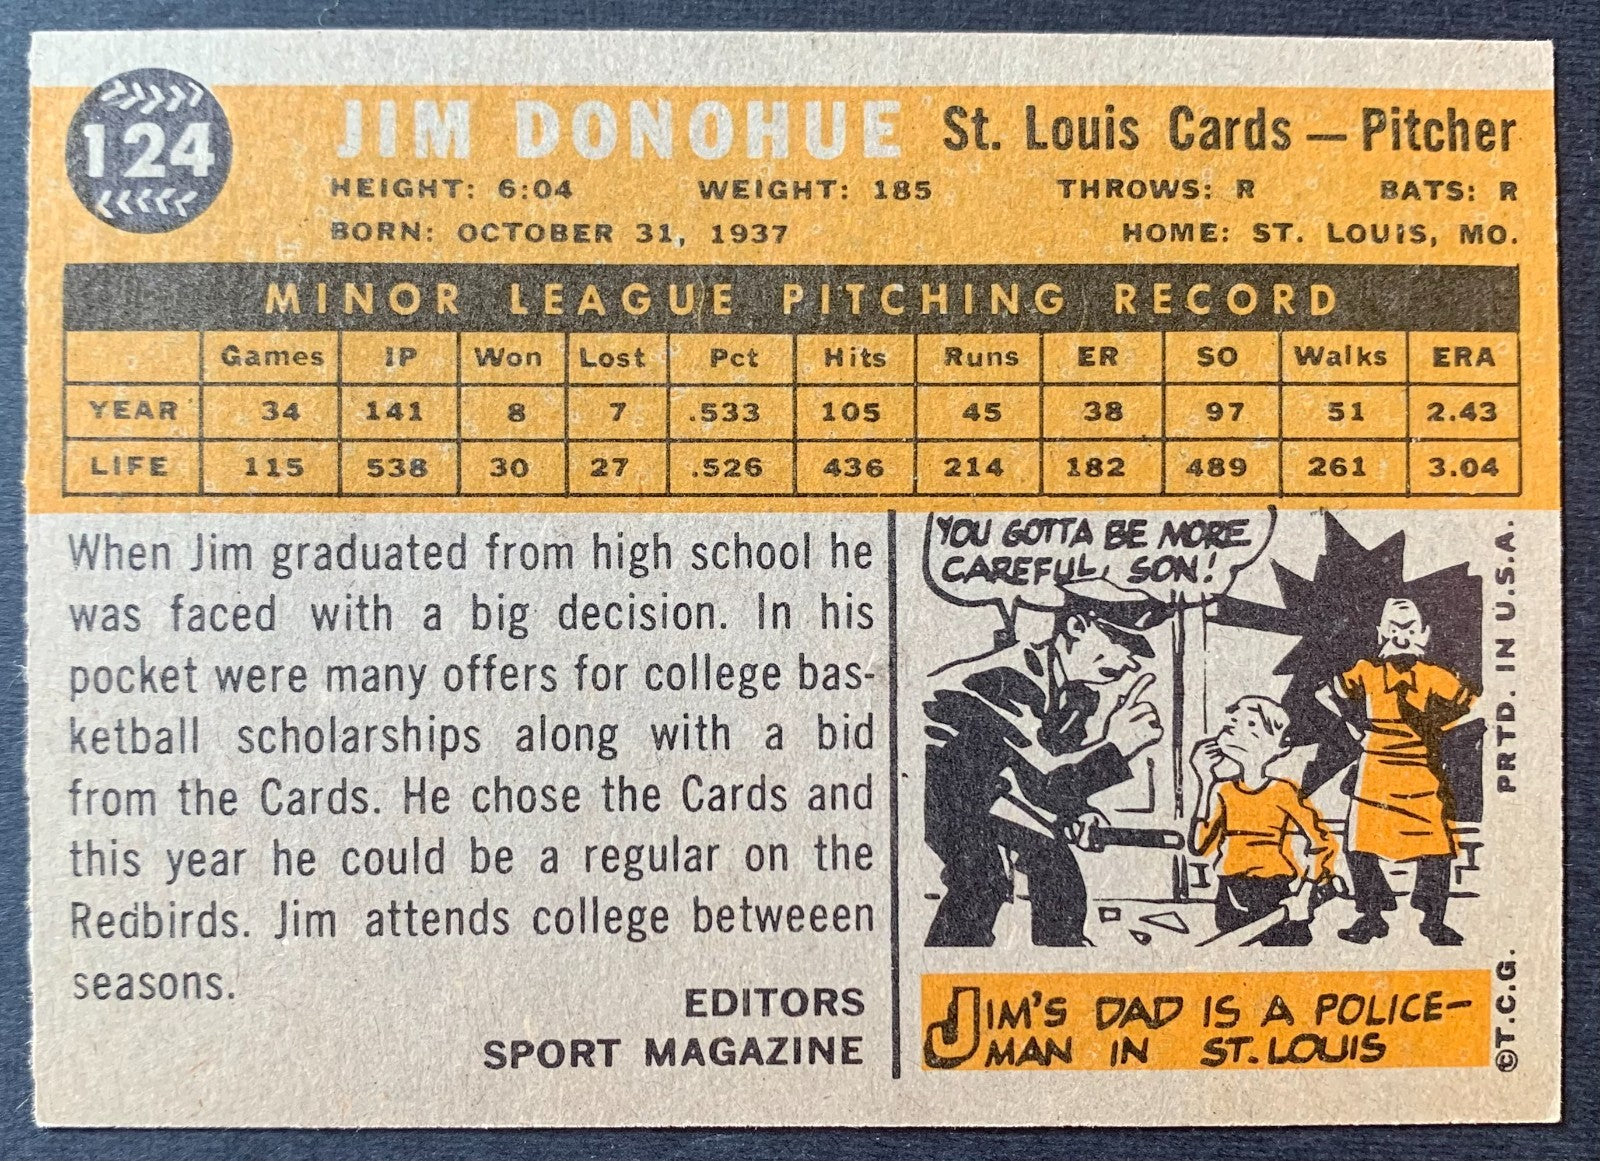 124
JIM DONOHUE St. Louis Cards — Pitcher
HEIGHT: 6:04 WEIGHT: 185 THROWS: R BATS: R
BORN: OCTOBER 31, 1937 HOME: ST. LOUIS, MO.
MINOR LEAGUE PITCHING RECORD
Games IP Won Lost Pct Hits Runs ER SO Walks ERA
YEAR 34 141 8 7 .533 105 45 38 97 51 2.43
LIFE 115 538 30 27 .526 436 214 182 489 261 3.04
When Jim graduated from high school he
was faced with a big decision. In his
pocket were many offers for college bas-
ketball scholarships along with a bid
from the Cards. He chose the Cards and
this year he could be a regular on the
Redbirds. Jim attends college betweeen
seasons.
EDITORS
SPORT MAGAZINE
YOU GOTTA BE MORE
CAREFUL, SON!
JIM'S DAD IS A POLICE-
MAN IN ST. LOUIS
©T.C.G. PRTD. IN U.S.A.